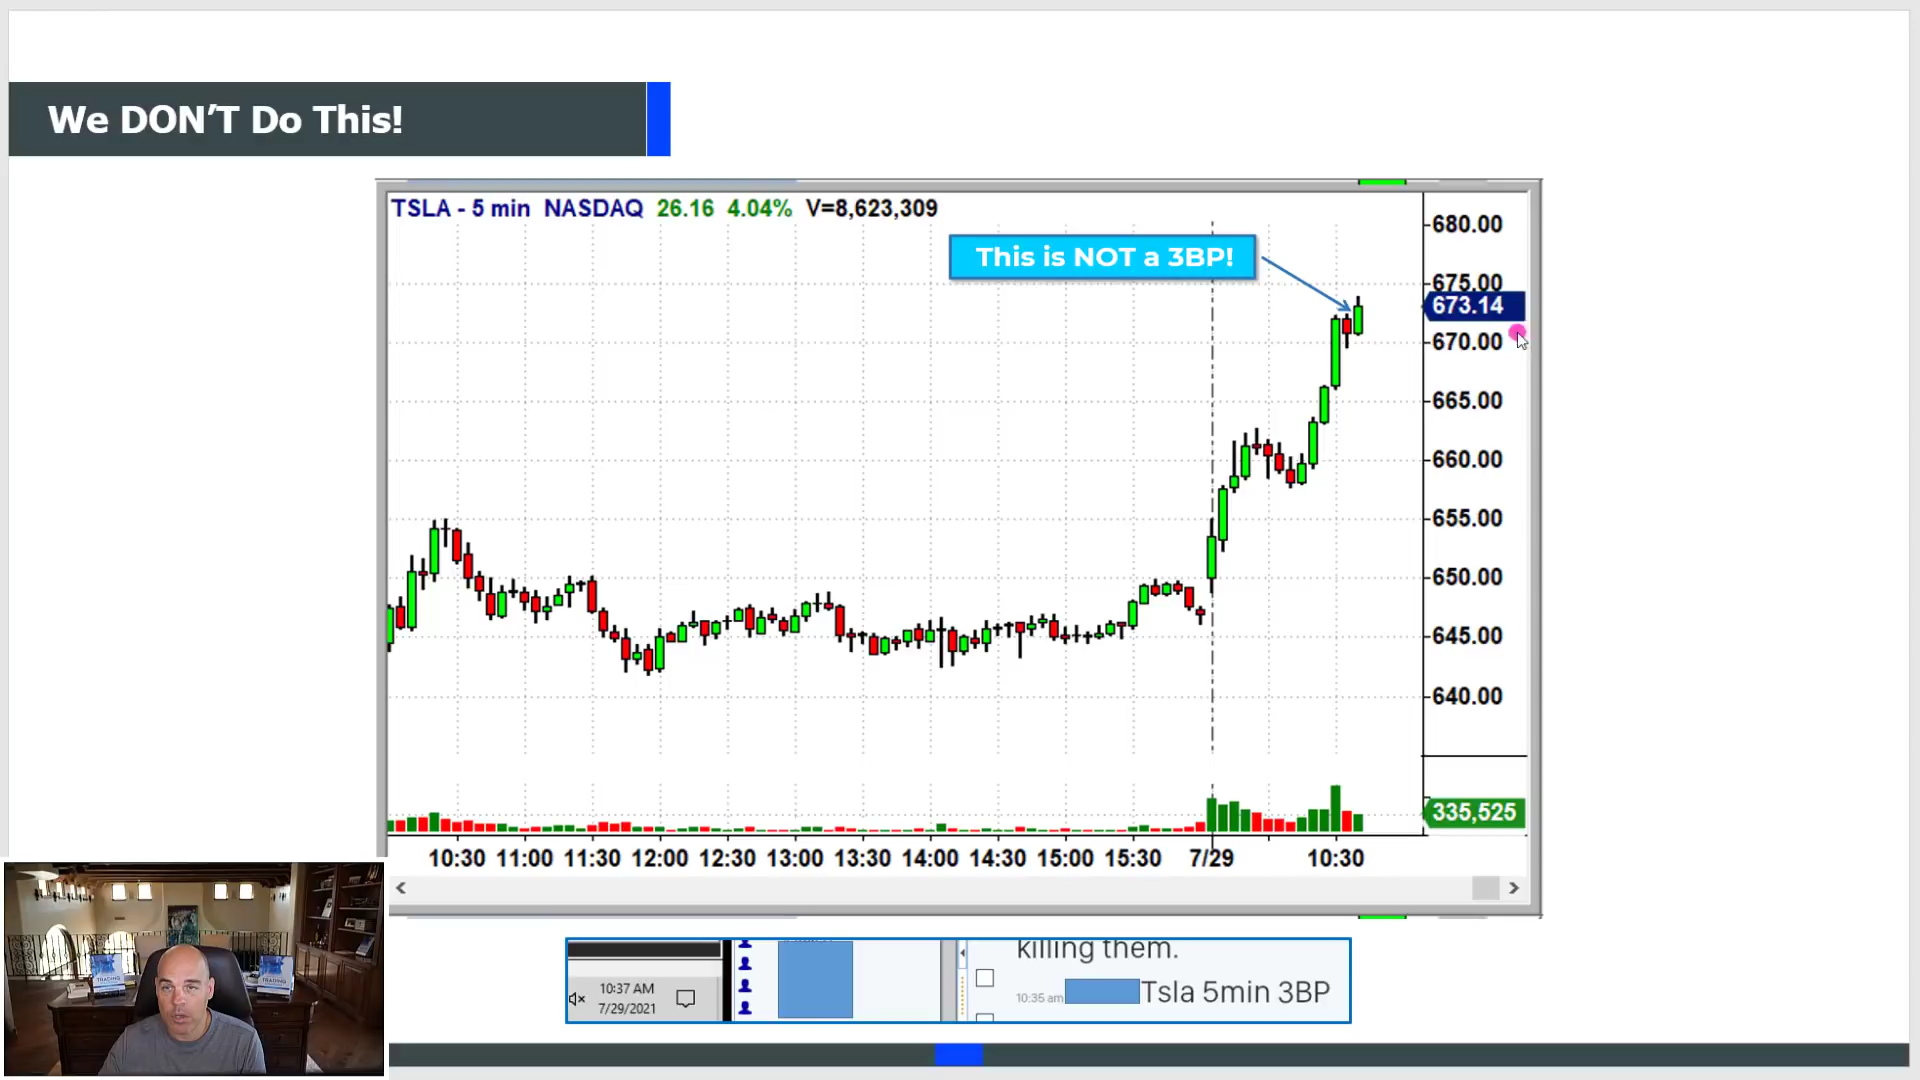 We DON’T Do This!
TSLA - 5 min NASDAQ 26.16 4.04% V=8,623,309
This is NOT a 3BP!
680.00
675.00
673.14
670.00
665.00
660.00
655.00
650.00
645.00
640.00
335,525
10:30 11:00 11:30 12:00 12:30 13:00 13:30 14:00 14:30 15:00 15:30 7/29 10:30
killing them.
10:37 AM
7/29/2021
10:35 am Tsla 5min 3BP
TRADING
TRADING